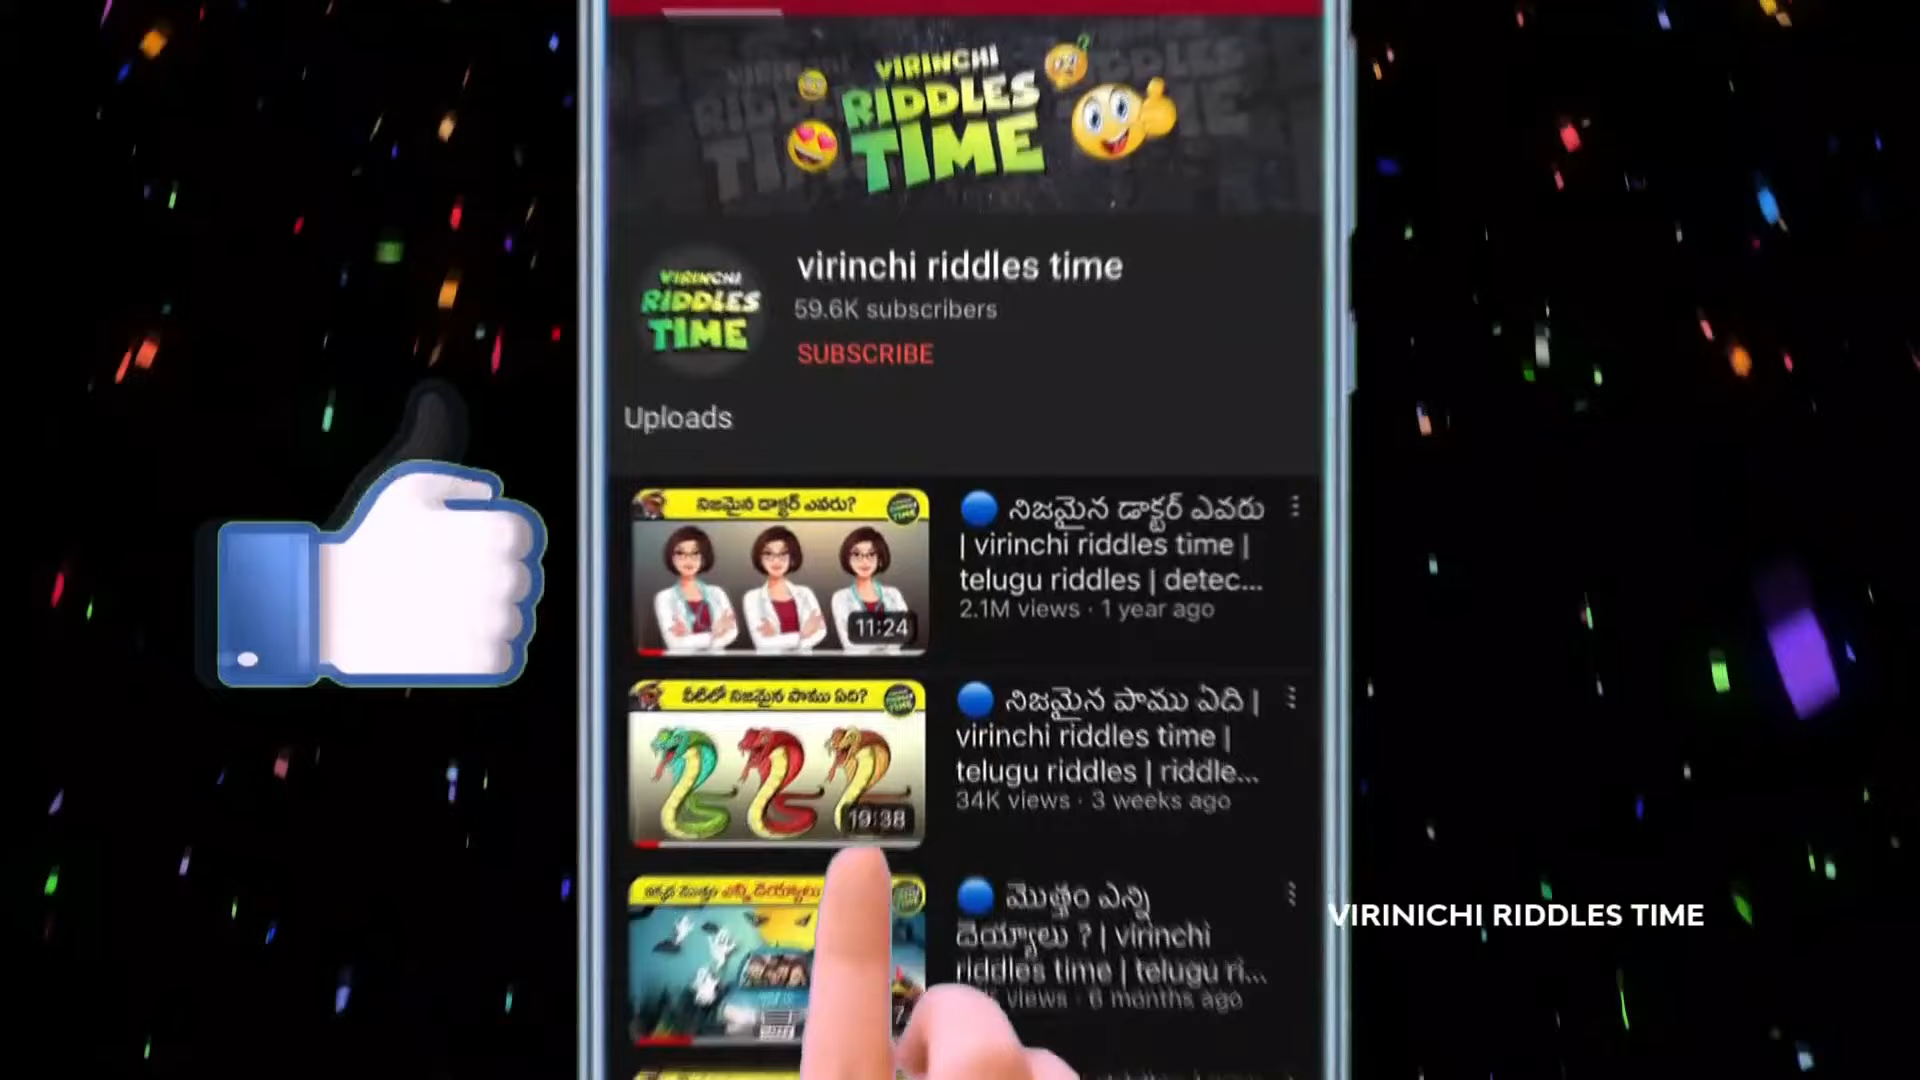 VIRINCHI
RIDDLES
TIME
virinchi riddles time
59.6K subscribers
SUBSCRIBE
VIRINCHI
RIDDLES
TIME
Uploads
నిజమైన డాక్టర్ ఎవరు?
11:24
నిజమైన డాక్టర్ ఎవరు
| virinchi riddles time |
telugu riddles | detec...
2.1M views · 1 year ago
వీటిలో నిజమైన పాము ఏది?
19:38
నిజమైన పాము ఏది |
virinchi riddles time |
telugu riddles | riddle...
34K views · 3 weeks ago
మొత్తం ఎన్ని దెయ్యాలు
మొత్తం ఎన్ని
దెయ్యాలు ? | virinchi
riddles time | telugu ri...
views · 6 months ago
VIRINICHI RIDDLES TIME